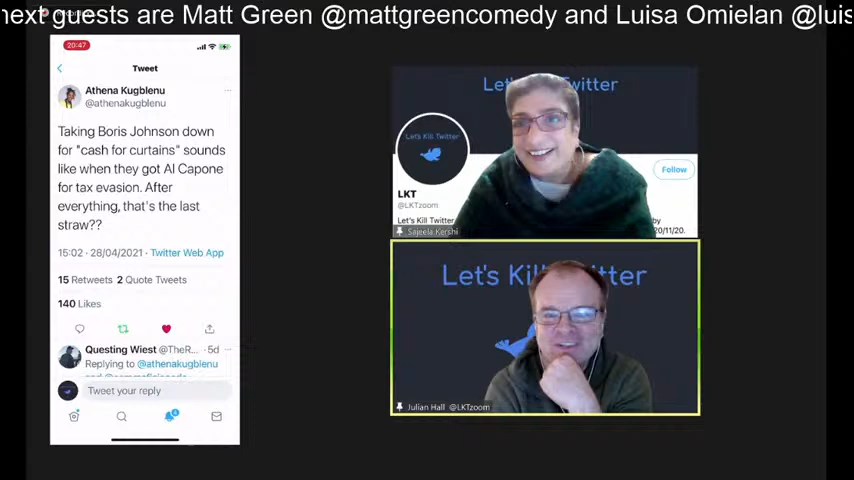 next guests are Matt Green @mattgreencomedy and Luisa Omielan @luis
20:47
Tweet
Athena Kugblenu
@athenakugblenu
Taking Boris Johnson down
for "cash for curtains" sounds
like when they got Al Capone
for tax evasion. After
everything, that's the last
straw??
15:02 · 28/04/2021 · Twitter Web App
15 Retweets 2 Quote Tweets
140 Likes
Questing Wiest @TheR... · 5d
Replying to @athenakugblenu
Tweet your reply
Let's Twitter
Let's Kill Twitter
Follow
LKT
@LKTzoom
Let's Kill Twitter by
20/11/20.
Sajeela Kershi
Let's Kill Twitter
Julian Hall @LKTzoom